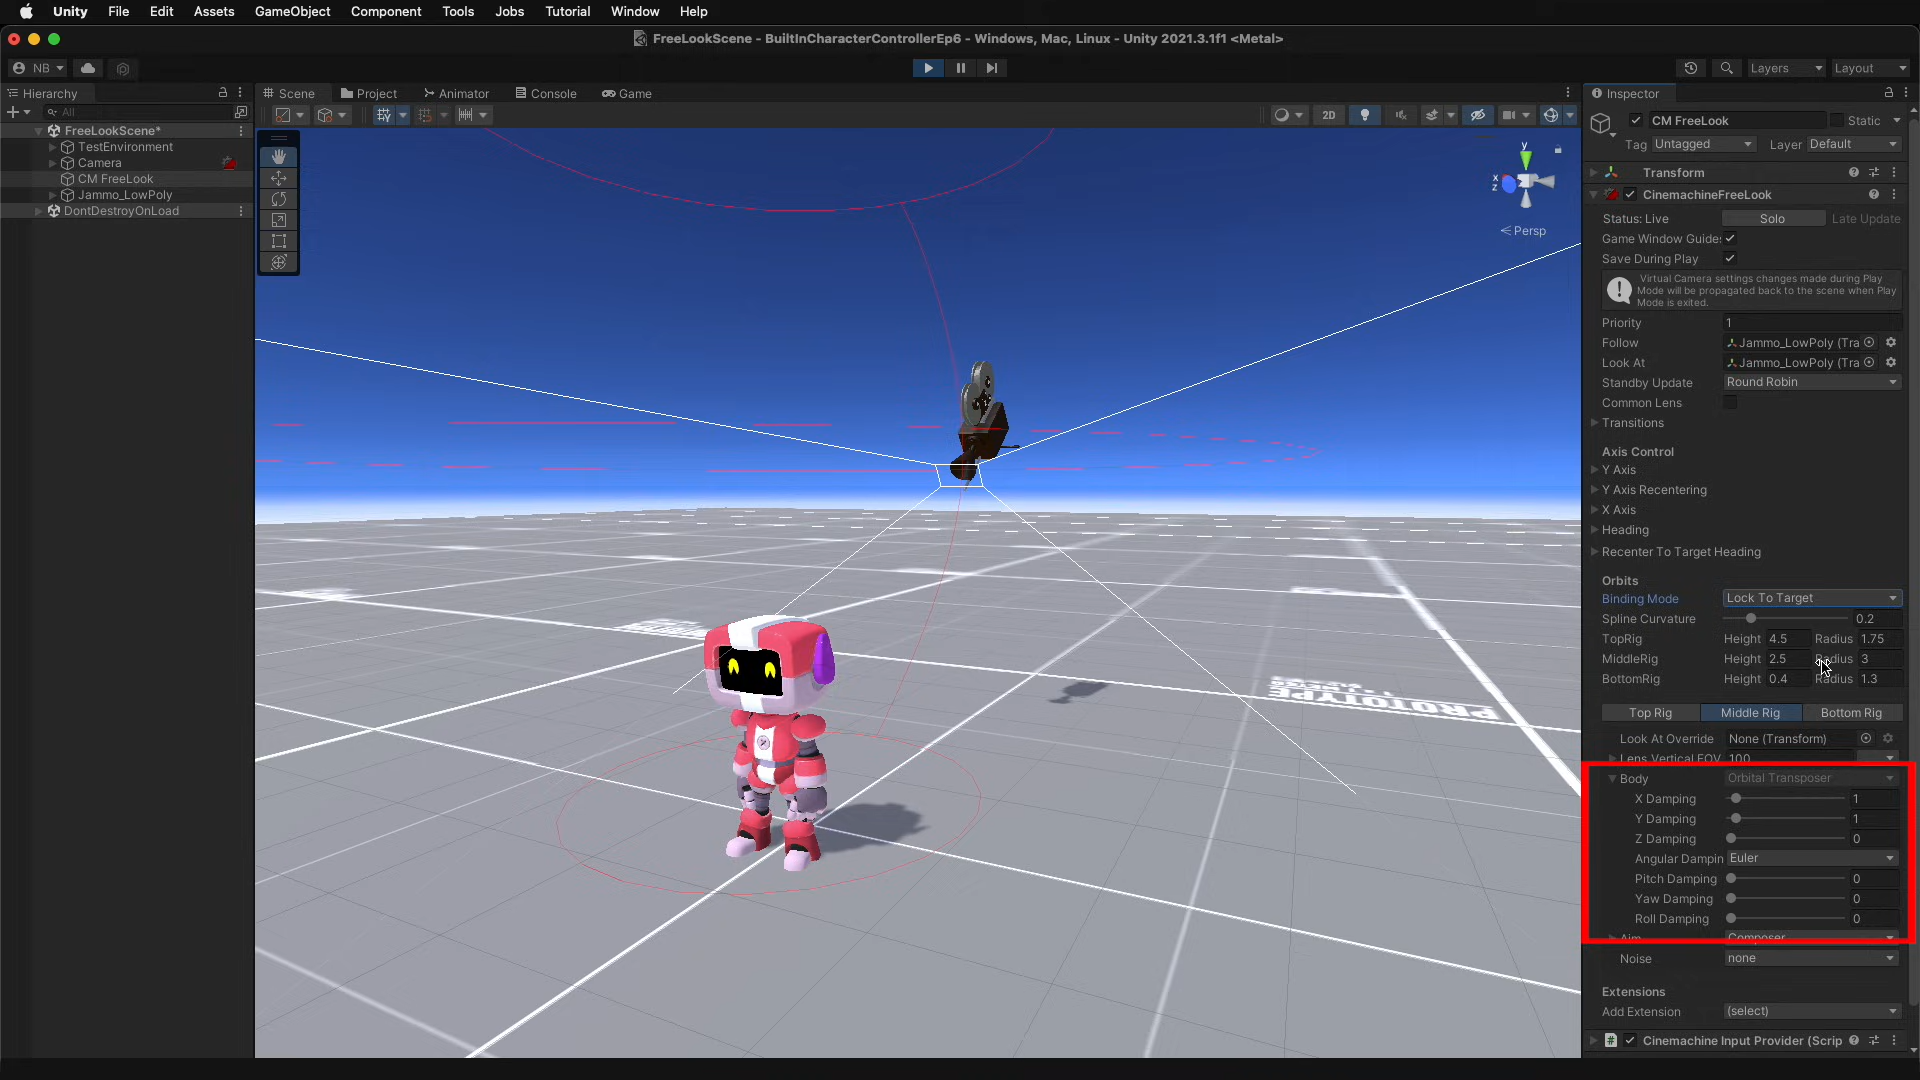 Unity File Edit Assets GameObject Component Tools Jobs Tutorial Window Help
FreeLookScene - BuiltInCharacterControllerEp6 - Windows, Mac, Linux - Unity 2021.3.1f1 <Metal>
NB Layers Layout
Hierarchy
All
FreeLookScene*
TestEnvironment
Camera
CM FreeLook
Jammo_LowPoly
DontDestroyOnLoad
Scene Project Animator Console Game
2D
y
x
z
Persp
PROTOTYPE
Inspector
CM FreeLook Static
Tag Untagged Layer Default
Transform
CinemachineFreeLook
Status: Live Solo Late Update
Game Window Guides
Save During Play
Virtual Camera settings changes made during Play
Mode will be propagated back to the scene when Play
Mode is exited.
Priority 1
Follow Jammo_LowPoly (Tra
Look At Jammo_LowPoly (Tra
Standby Update Round Robin
Common Lens
Transitions
Axis Control
Y Axis
Y Axis Recentering
X Axis
Heading
Recenter To Target Heading
Orbits
Binding Mode Lock To Target
Spline Curvature 0.2
TopRig Height 4.5 Radius 1.75
MiddleRig Height 2.5 Radius 3
BottomRig Height 0.4 Radius 1.3
Top Rig Middle Rig Bottom Rig
Look At Override None (Transform)
Lens Vertical FOV 100
Body Orbital Transposer
X Damping 1
Y Damping 1
Z Damping 0
Angular Dampin Euler
Pitch Damping 0
Yaw Damping 0
Roll Damping 0
Aim Composer
Noise none
Extensions
Add Extension (select)
# Cinemachine Input Provider (Scrip